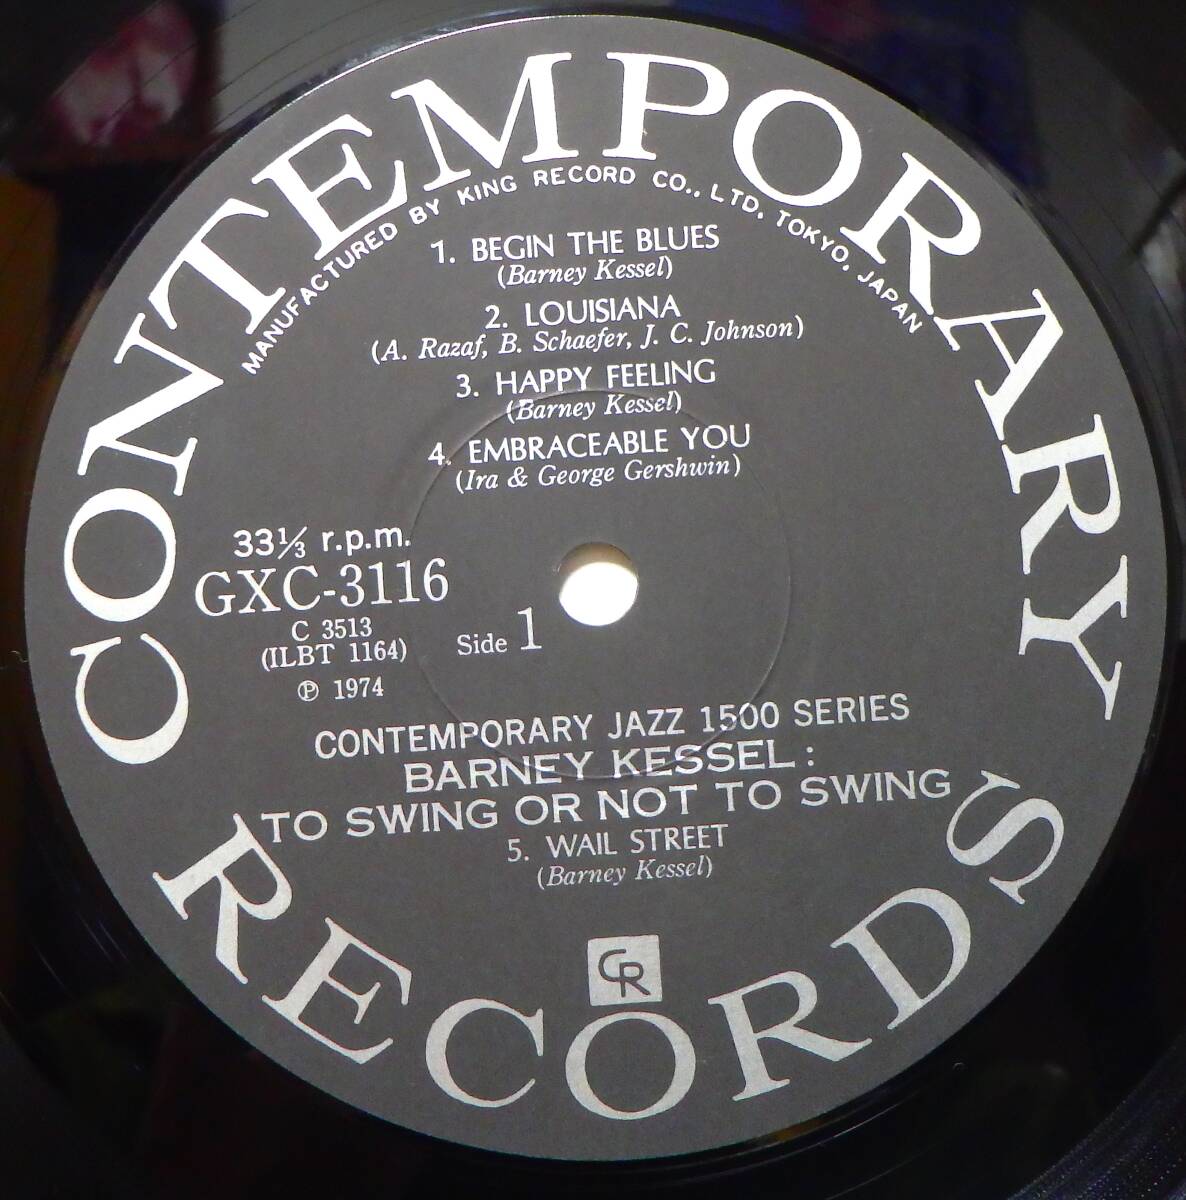 CONTEMPORARY
MANUFACTURED BY KING RECORD CO., LTD. TOKYO, JAPAN
1. BEGIN THE BLUES
(Barney Kessel)
2. LOUISIANA
(A. Razaf, B. Schaefer, J. C. Johnson)
3. HAPPY FEELING
(Barney Kessel)
4. EMBRACEABLE YOU
(Ira & George Gershwin)
33⅓ r.p.m.
GXC-3116
C 3513
(ILBT 1164)
℗ 1974
Side 1
CONTEMPORARY JAZZ 1500 SERIES
BARNEY KESSEL:
TO SWING OR NOT TO SWING
5. WAIL STREET
(Barney Kessel)
CR
RECORDS